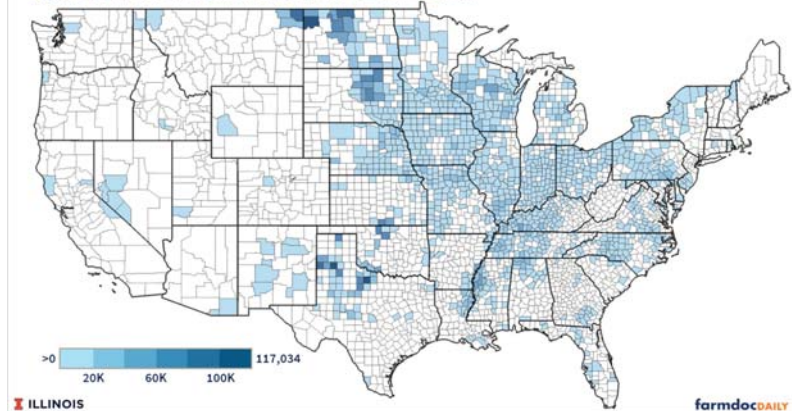 >0
117,034
20K
60K
100K
I ILLINOIS
farmdocDAILY